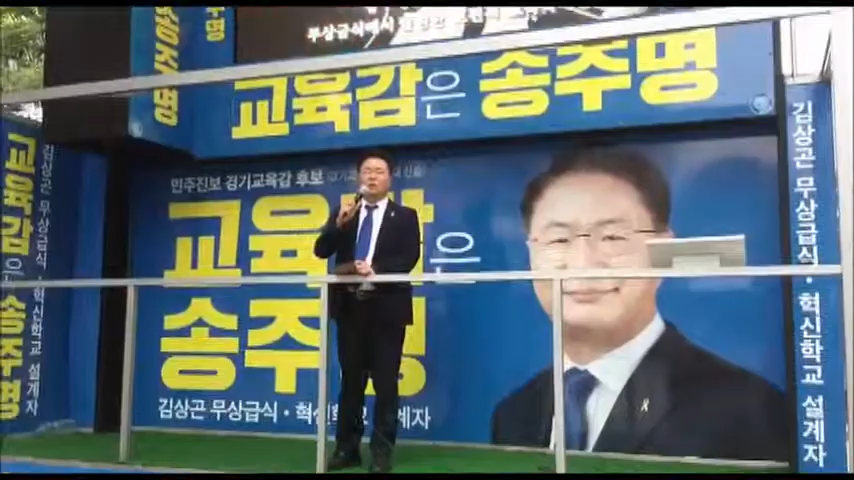 무상급식에서
교육감은 송주명
교육감은 송주명
김상곤 무상급식·혁신학교 설계자
민주진보 경기교육감 후보
교육
은
송주명
김상곤 무상급식·혁신학교 설계자
김상곤 무상급식·혁신학교 설계자